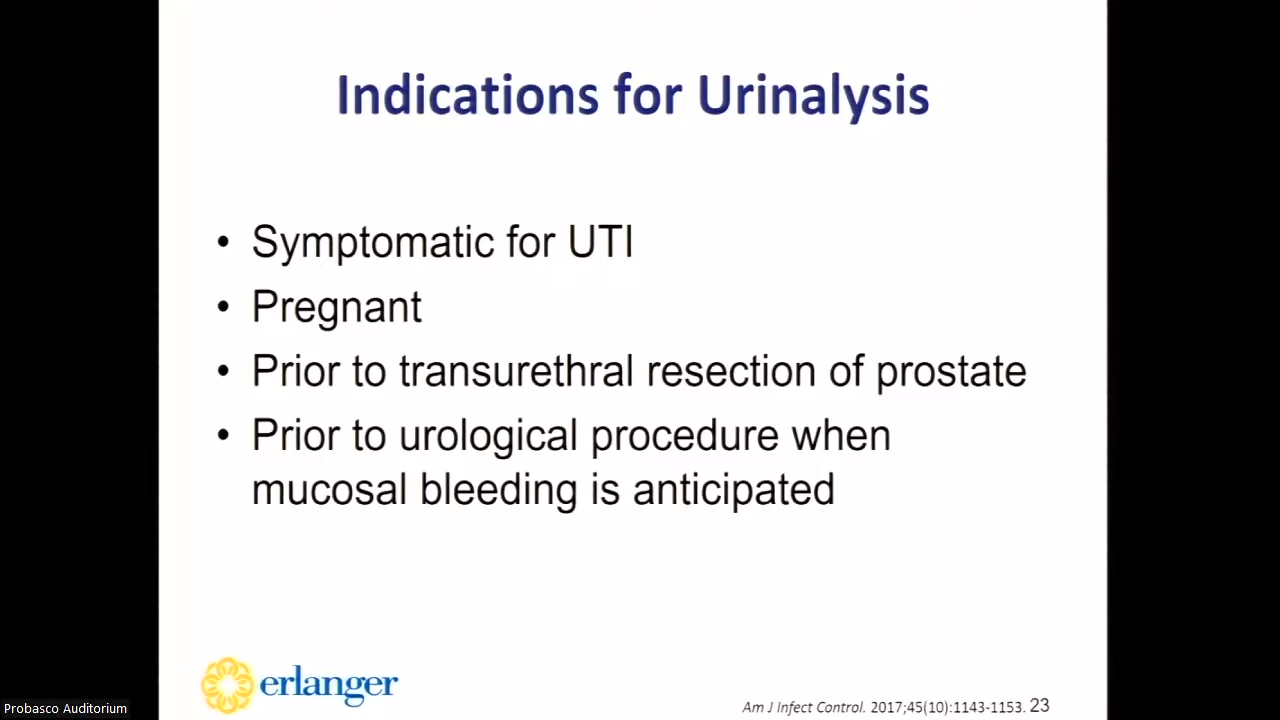 Indications for Urinalysis
• Symptomatic for UTI
• Pregnant
• Prior to transurethral resection of prostate
• Prior to urological procedure when
mucosal bleeding is anticipated
erlanger
Am J Infect Control. 2017;45(10):1143-1153. 23
Probasco Auditorium